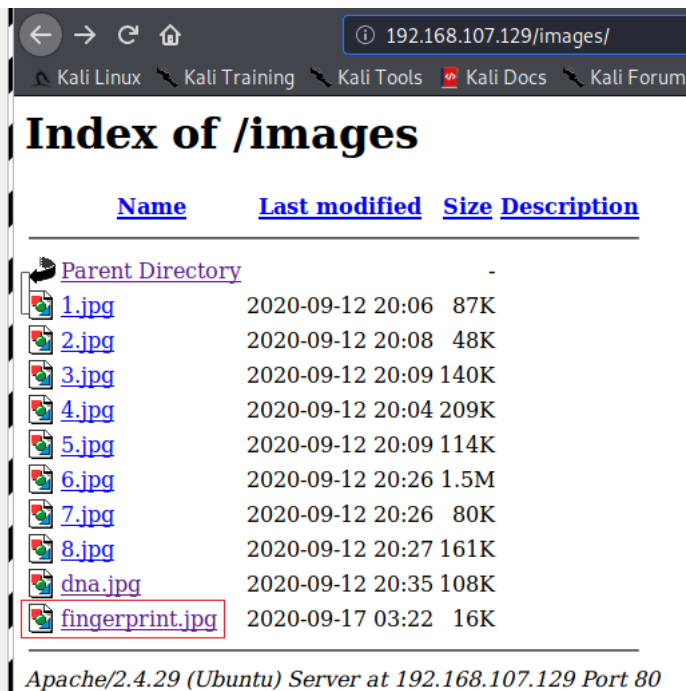 192.168.107.129/images/
Kali Linux Kali Training Kali Tools Kali Docs Kali Forum
Index of /images
Name Last modified Size Description
Parent Directory -
1.jpg 2020-09-12 20:06 87K
2.jpg 2020-09-12 20:08 48K
3.jpg 2020-09-12 20:09 140K
4.jpg 2020-09-12 20:04 209K
5.jpg 2020-09-12 20:09 114K
6.jpg 2020-09-12 20:26 1.5M
7.jpg 2020-09-12 20:26 80K
8.jpg 2020-09-12 20:27 161K
dna.jpg 2020-09-12 20:35 108K
fingerprint.jpg 2020-09-17 03:22 16K
Apache/2.4.29 (Ubuntu) Server at 192.168.107.129 Port 80